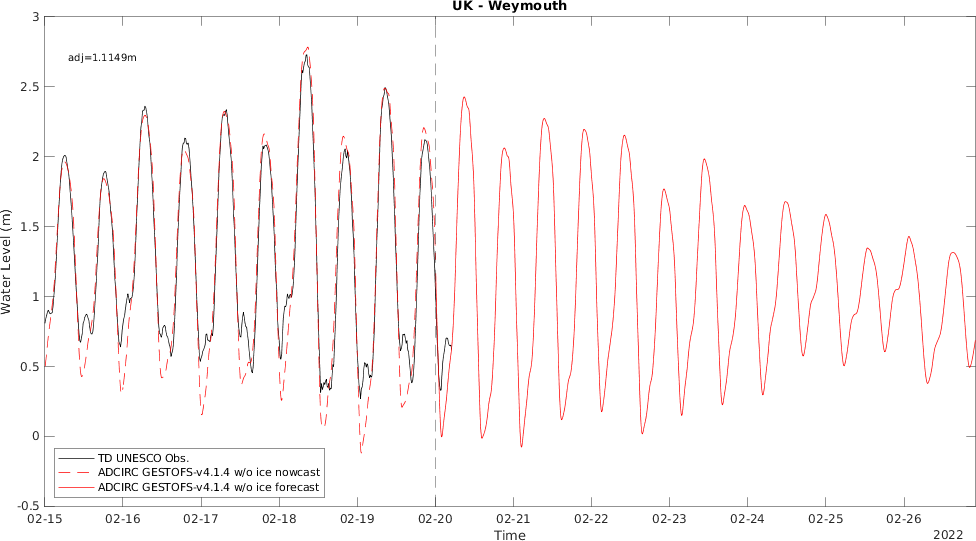 UK - Weymouth
adj=1.1149m
3
2.5
2
1.5
1
0.5
0
-0.5
Water Level (m)
TD UNESCO Obs.
ADCIRC GESTOFS-v4.1.4 w/o ice nowcast
ADCIRC GESTOFS-v4.1.4 w/o ice forecast
02-15 02-16 02-17 02-18 02-19 02-20 02-21 02-22 02-23 02-24 02-25 02-26
Time
2022